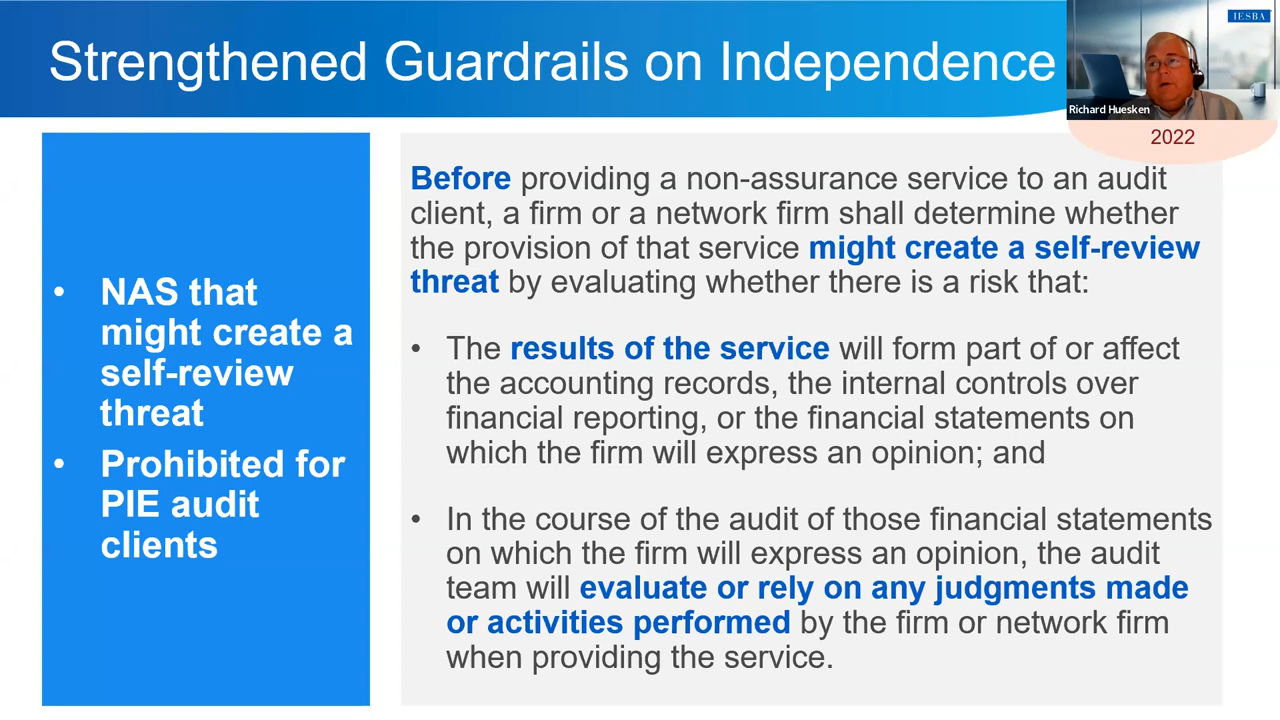 Strengthened Guardrails on Independence
IESBA
Richard Huesken
2022
• NAS that
might create a
self-review
threat
• Prohibited for
PIE audit
clients
Before providing a non-assurance service to an audit
client, a firm or a network firm shall determine whether
the provision of that service might create a self-review
threat by evaluating whether there is a risk that:
• The results of the service will form part of or affect
the accounting records, the internal controls over
financial reporting, or the financial statements on
which the firm will express an opinion; and
• In the course of the audit of those financial statements
on which the firm will express an opinion, the audit
team will evaluate or rely on any judgments made
or activities performed by the firm or network firm
when providing the service.